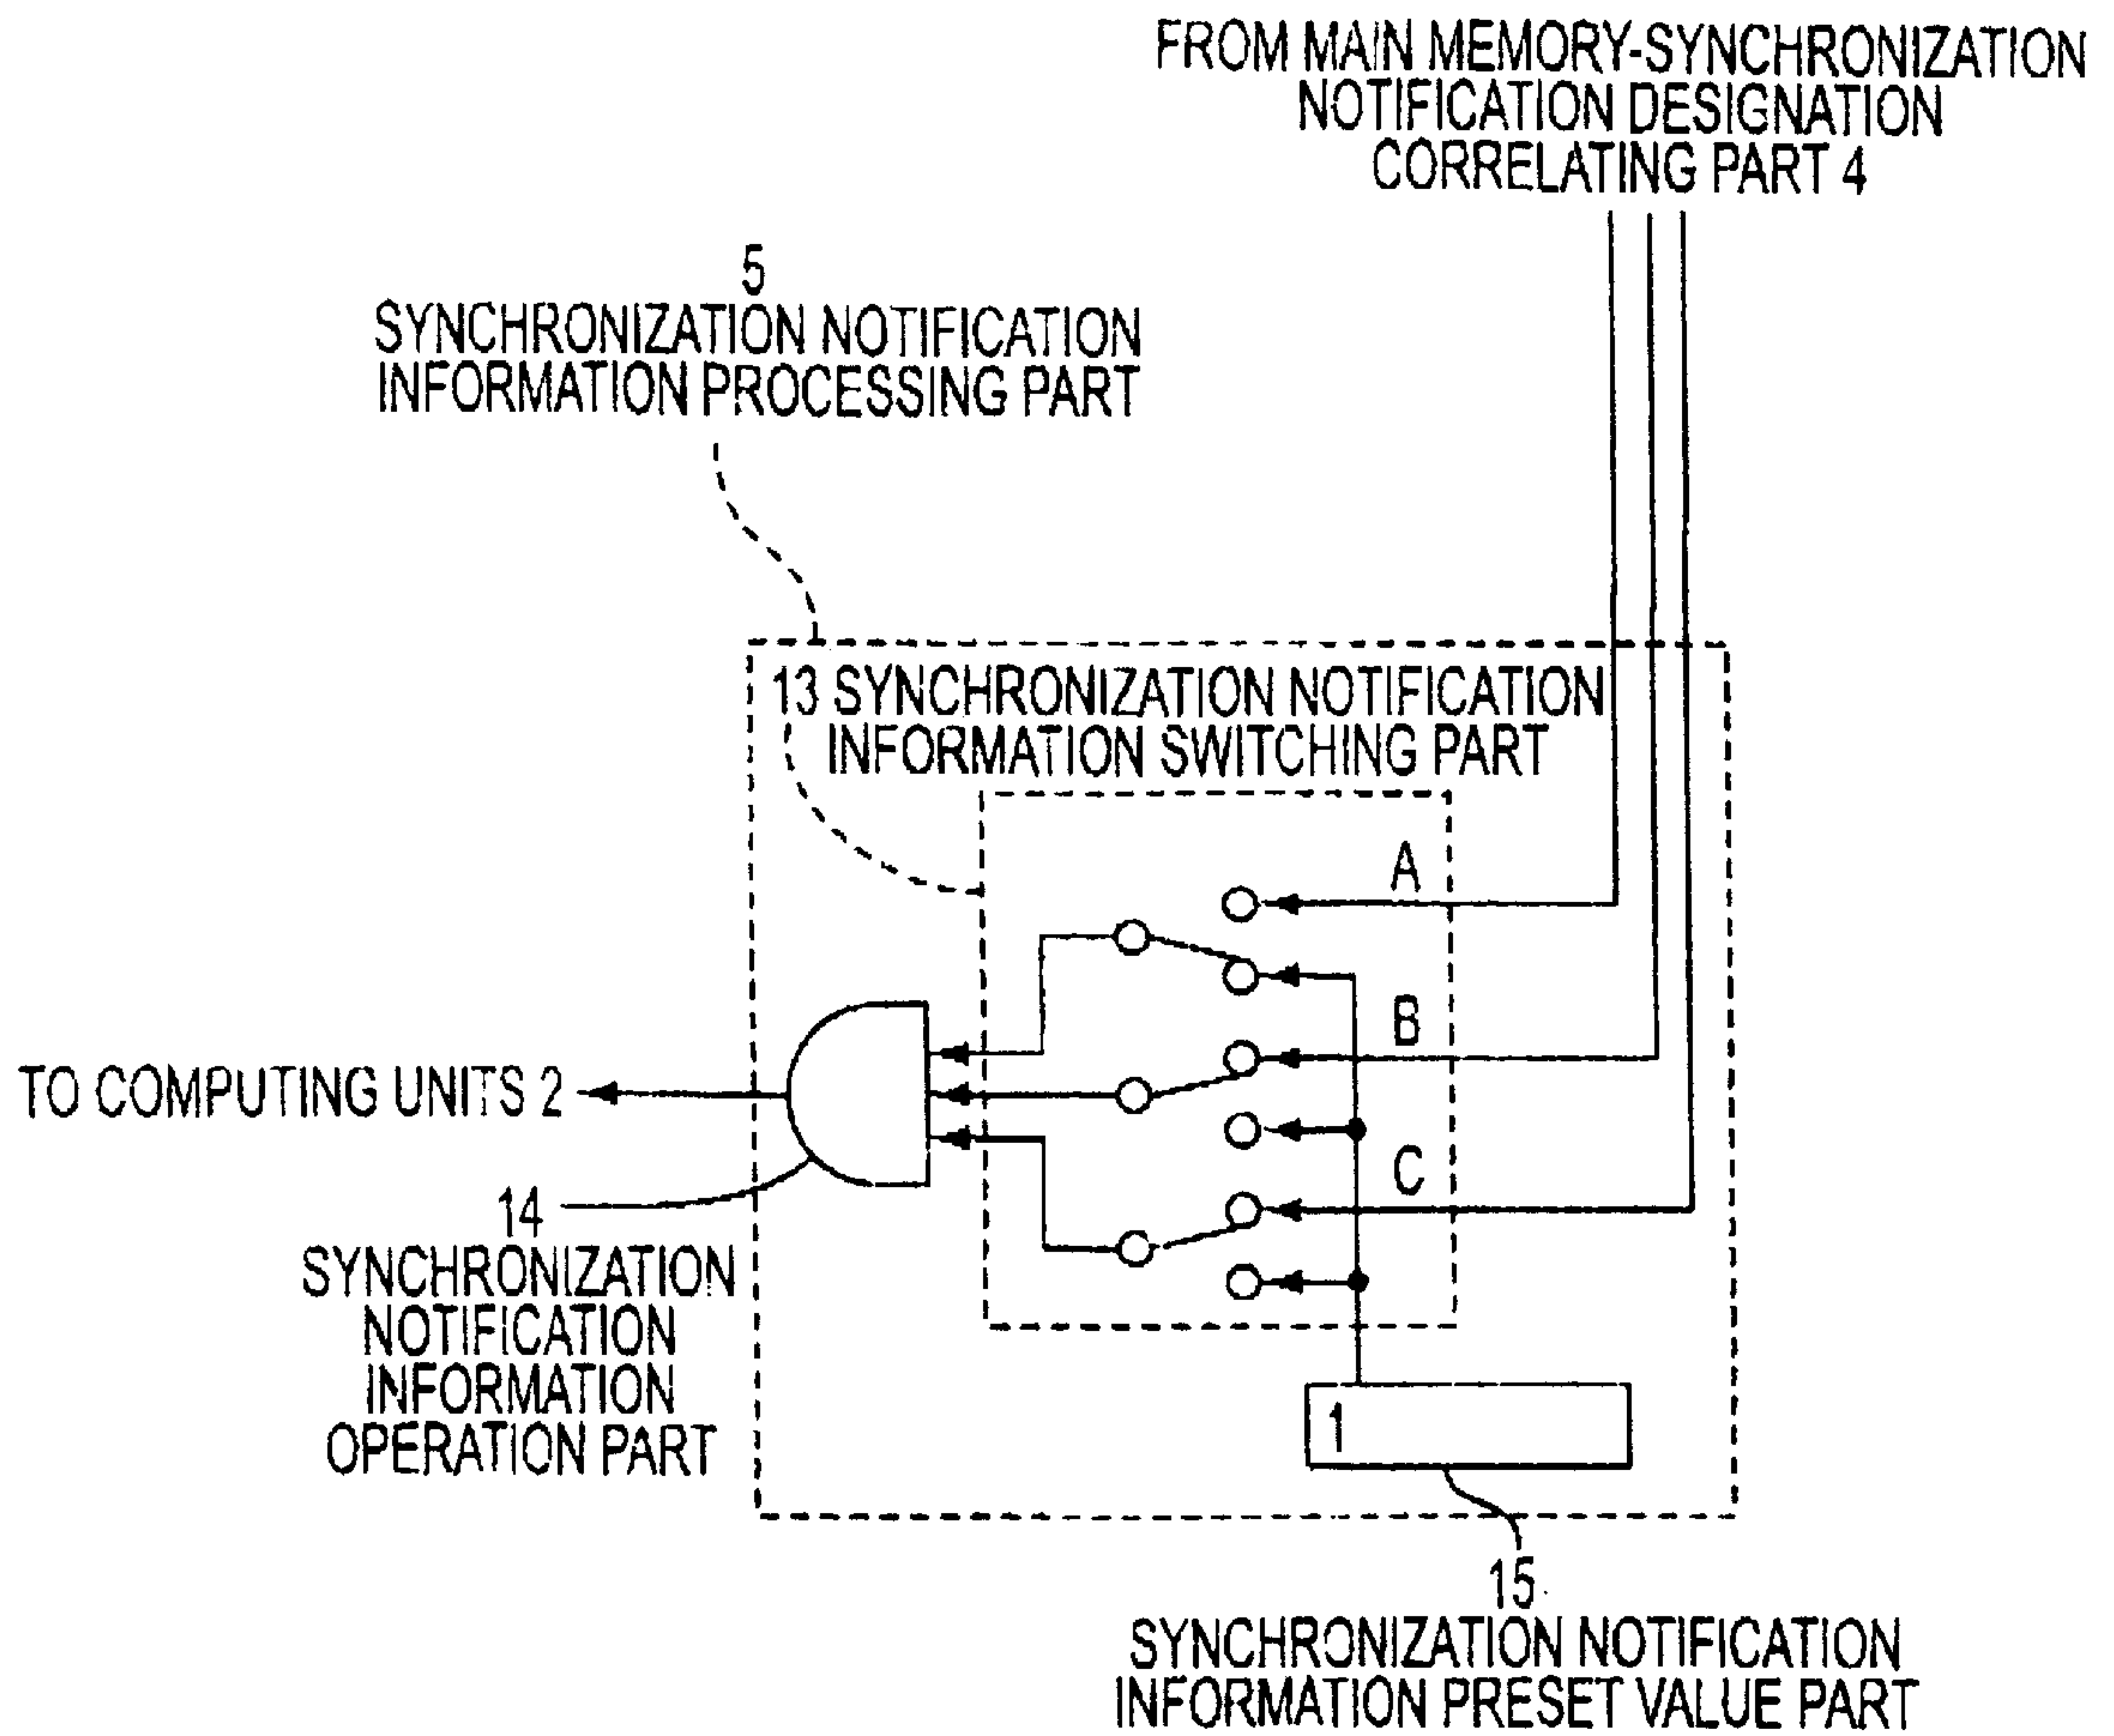 FROM MAIN MEMORY-SYNCHRONIZATION
NOTIFICATION DESIGNATION
CORRELATING PART 4
5
SYNCHRONIZATION NOTIFICATION
INFORMATION PROCESSING PART
13 SYNCHRONIZATION NOTIFICATION
INFORMATION SWITCHING PART
A
B
TO COMPUTING UNITS 2
C
14
SYNCHRONIZATION
NOTIFICATION
INFORMATION
OPERATION PART
1
15
SYNCHRONIZATION NOTIFICATION
INFORMATION PRESET VALUE PART